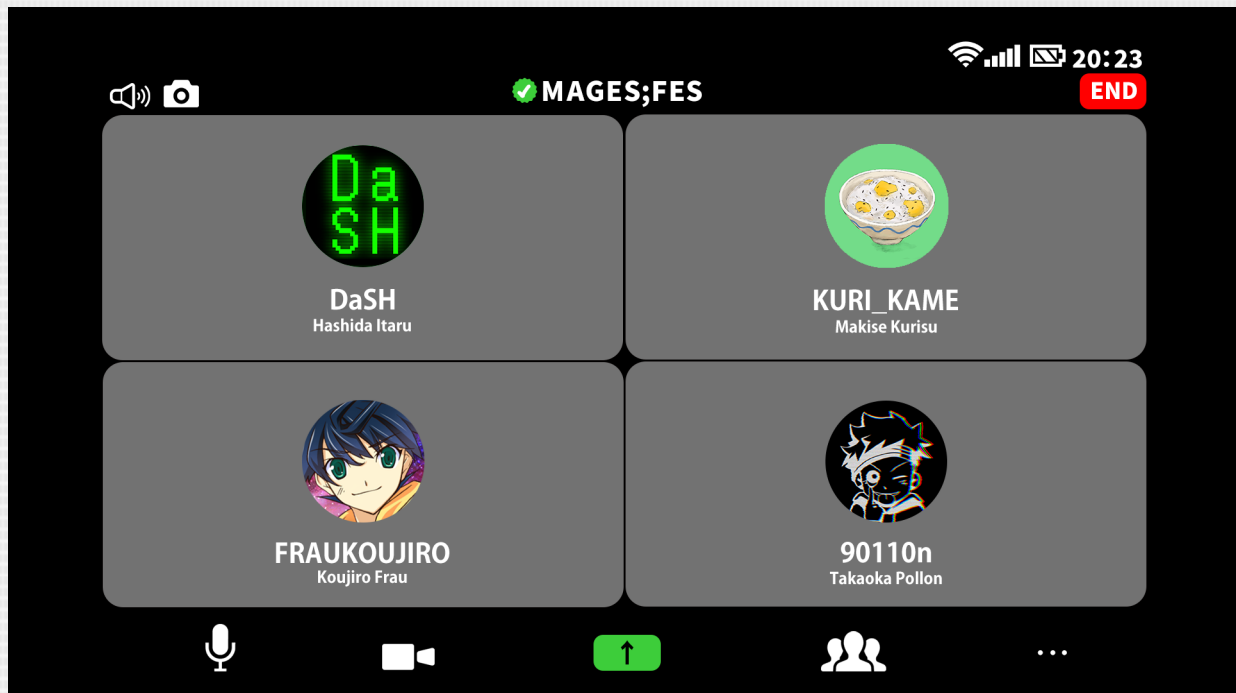 20:23
MAGES;FES
END
Da
SH
DaSH
Hashida Itaru
KURI_KAME
Makise Kurisu
FRAUKOUJIRO
Koujiro Frau
90110n
Takaoka Pollon